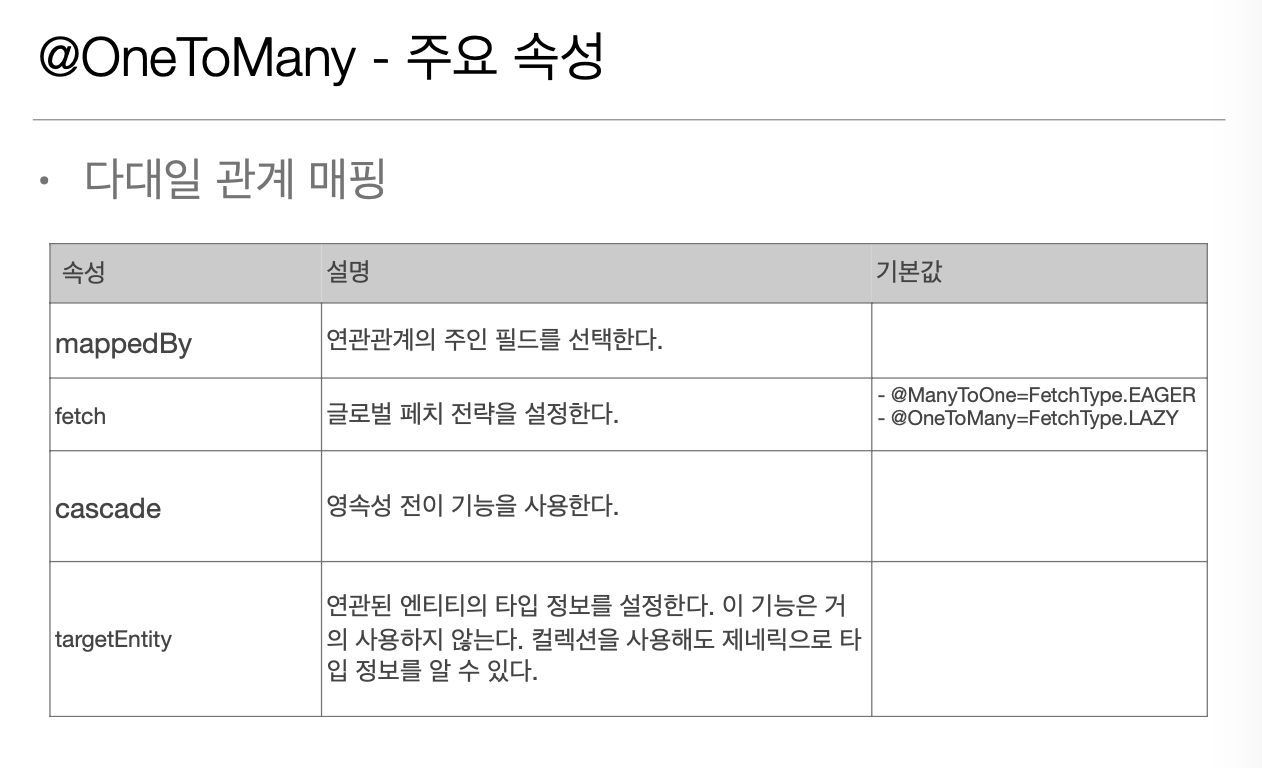 @OneToMany - 주요 속성
• 다대일 관계 매핑
속성 설명 기본값
mappedBy 연관관계의 주인 필드를 선택한다.
fetch 글로벌 페치 전략을 설정한다. - @ManyToOne=FetchType.EAGER
- @OneToMany=FetchType.LAZY
cascade 영속성 전이 기능을 사용한다.
targetEntity 연관된 엔티티의 타입 정보를 설정한다. 이 기능은 거
의 사용하지 않는다. 컬렉션을 사용해도 제네릭으로 타
입 정보를 알 수 있다.